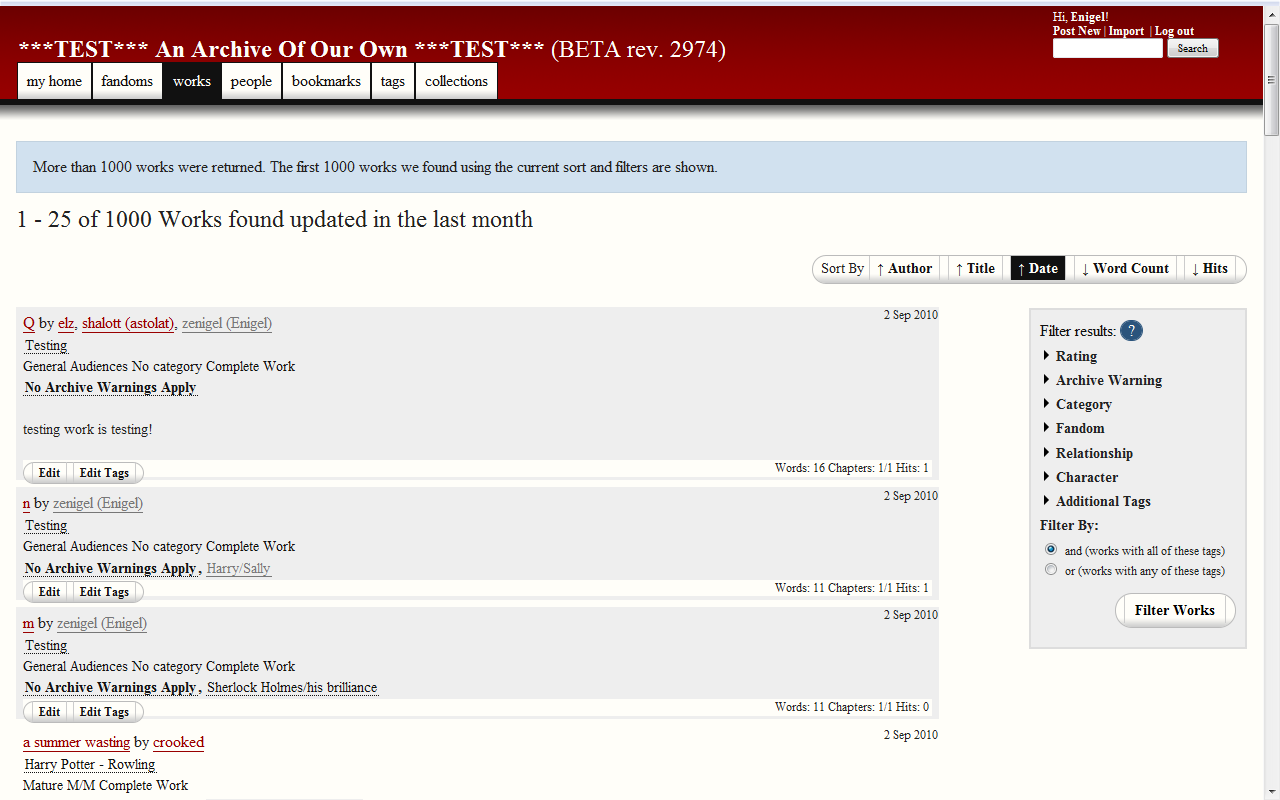 Hi, Enigel!
Post New | Import | Log out
Search
***TEST*** An Archive Of Our Own ***TEST*** (BETA rev. 2974)
my home fandoms works people bookmarks tags collections
More than 1000 works were returned. The first 1000 works we found using the current sort and filters are shown.
1 - 25 of 1000 Works found updated in the last month
Sort By ↑ Author ↑ Title ↑ Date ↓ Word Count ↓ Hits
Q by elz, shalott (astolat), zenigel (Enigel) 2 Sep 2010
Testing
General Audiences No category Complete Work
No Archive Warnings Apply
testing work is testing!
Edit Edit Tags Words: 16 Chapters: 1/1 Hits: 1
n by zenigel (Enigel) 2 Sep 2010
Testing
General Audiences No category Complete Work
No Archive Warnings Apply, Harry/Sally
Edit Edit Tags Words: 11 Chapters: 1/1 Hits: 1
m by zenigel (Enigel) 2 Sep 2010
Testing
General Audiences No category Complete Work
No Archive Warnings Apply, Sherlock Holmes/his brilliance
Edit Edit Tags Words: 11 Chapters: 1/1 Hits: 0
a summer wasting by crooked 2 Sep 2010
Harry Potter - Rowling
Mature M/M Complete Work
Filter results: ?
Rating
Archive Warning
Category
Fandom
Relationship
Character
Additional Tags
Filter By:
and (works with all of these tags)
or (works with any of these tags)
Filter Works